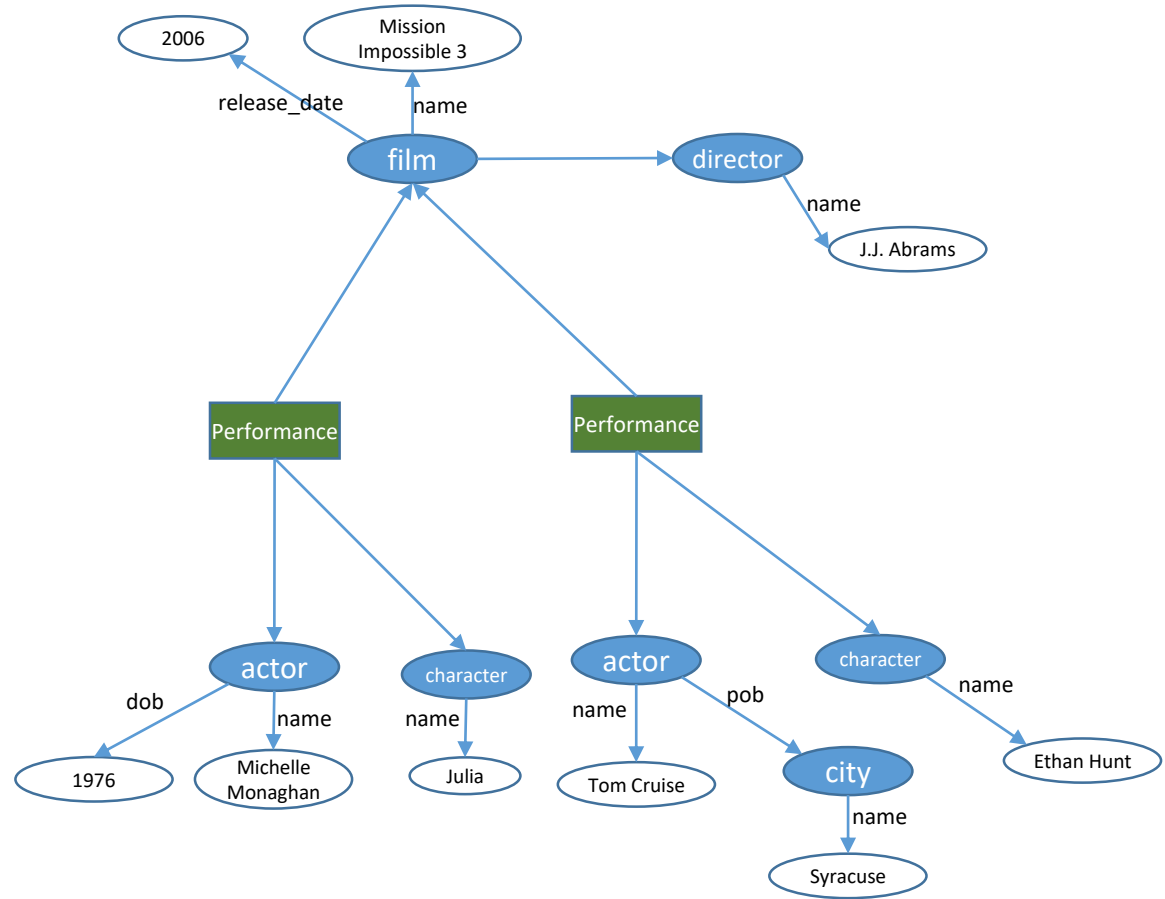 2006
Mission
Impossible 3
release_date
name
film
director
name
J.J. Abrams
Performance
Performance
actor
character
actor
character
dob
name
name
name
pob
name
1976
Michelle
Monaghan
Julia
Tom Cruise
city
Ethan Hunt
name
Syracuse